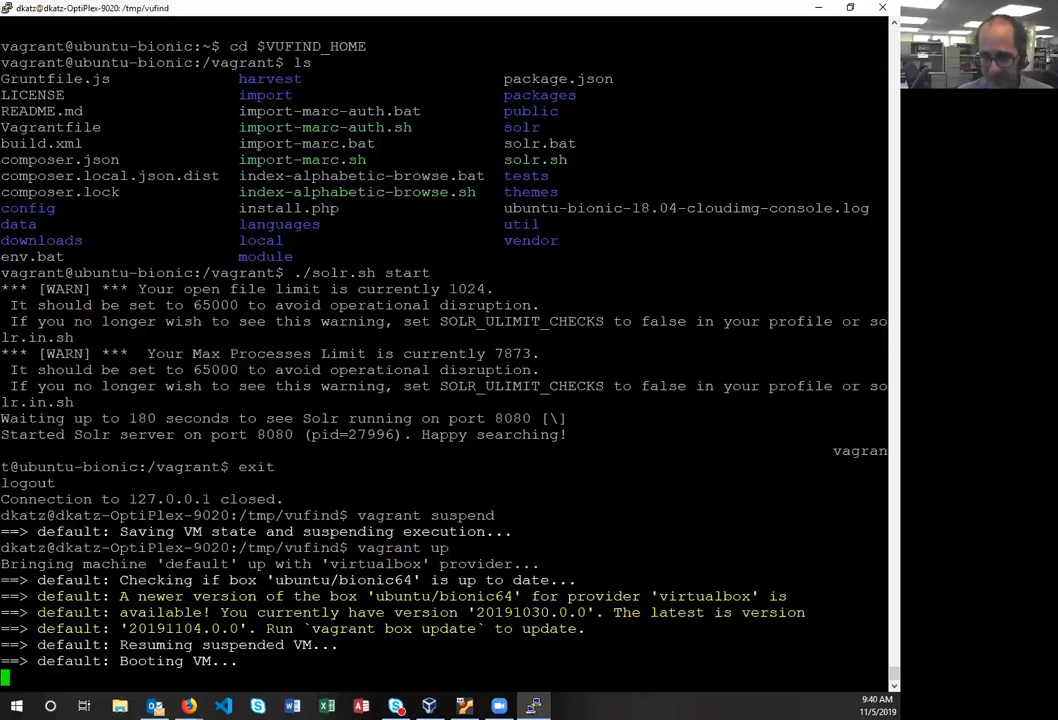 dkatz@dkatz-OptiPlex-9020: /tmp/vufind
vagrant@ubuntu-bionic:~$ cd $VUFIND_HOME
vagrant@ubuntu-bionic:/vagrant$ ls
Gruntfile.js harvest package.json
LICENSE import packages
README.md import-marc-auth.bat public
Vagrantfile import-marc-auth.sh solr
build.xml import-marc.bat solr.bat
composer.json import-marc.sh solr.sh
composer.local.json.dist index-alphabetic-browse.bat tests
composer.lock index-alphabetic-browse.sh themes
config install.php ubuntu-bionic-18.04-cloudimg-console.log
data languages util
downloads local vendor
env.bat module
vagrant@ubuntu-bionic:/vagrant$ ./solr.sh start
*** [WARN] *** Your open file limit is currently 1024.
It should be set to 65000 to avoid operational disruption.
If you no longer wish to see this warning, set SOLR_ULIMIT_CHECKS to false in your profile or so
lr.in.sh
*** [WARN] ***  Your Max Processes Limit is currently 7873.
It should be set to 65000 to avoid operational disruption.
If you no longer wish to see this warning, set SOLR_ULIMIT_CHECKS to false in your profile or so
lr.in.sh
Waiting up to 180 seconds to see Solr running on port 8080 [\]
Started Solr server on port 8080 (pid=27996). Happy searching!
vagran
t@ubuntu-bionic:/vagrant$ exit
logout
Connection to 127.0.0.1 closed.
dkatz@dkatz-OptiPlex-9020:/tmp/vufind$ vagrant suspend
==> default: Saving VM state and suspending execution...
dkatz@dkatz-OptiPlex-9020:/tmp/vufind$ vagrant up
Bringing machine 'default' up with 'virtualbox' provider...
==> default: Checking if box 'ubuntu/bionic64' is up to date...
==> default: A newer version of the box 'ubuntu/bionic64' for provider 'virtualbox' is
==> default: available! You currently have version '20191030.0.0'. The latest is version
==> default: '20191104.0.0'. Run `vagrant box update` to update.
==> default: Resuming suspended VM...
==> default: Booting VM...
9:40 AM
11/5/2019